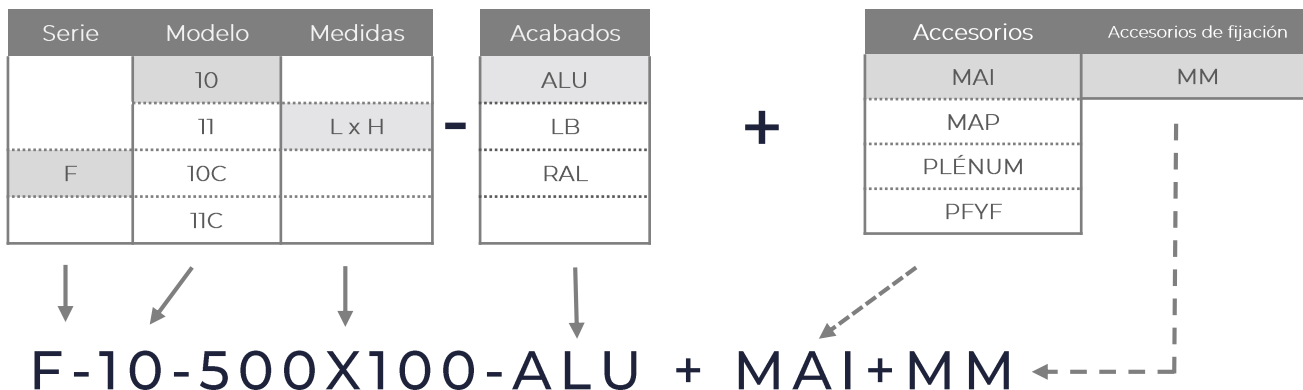 Serie Modelo Medidas Acabados Accesorios Accesorios de fijación
10 ALU MAI MM
11 L x H - LB + MAP
F 10C RAL PLÉNUM
11C PFYF
F-10-500X100-ALU + MAI+MM